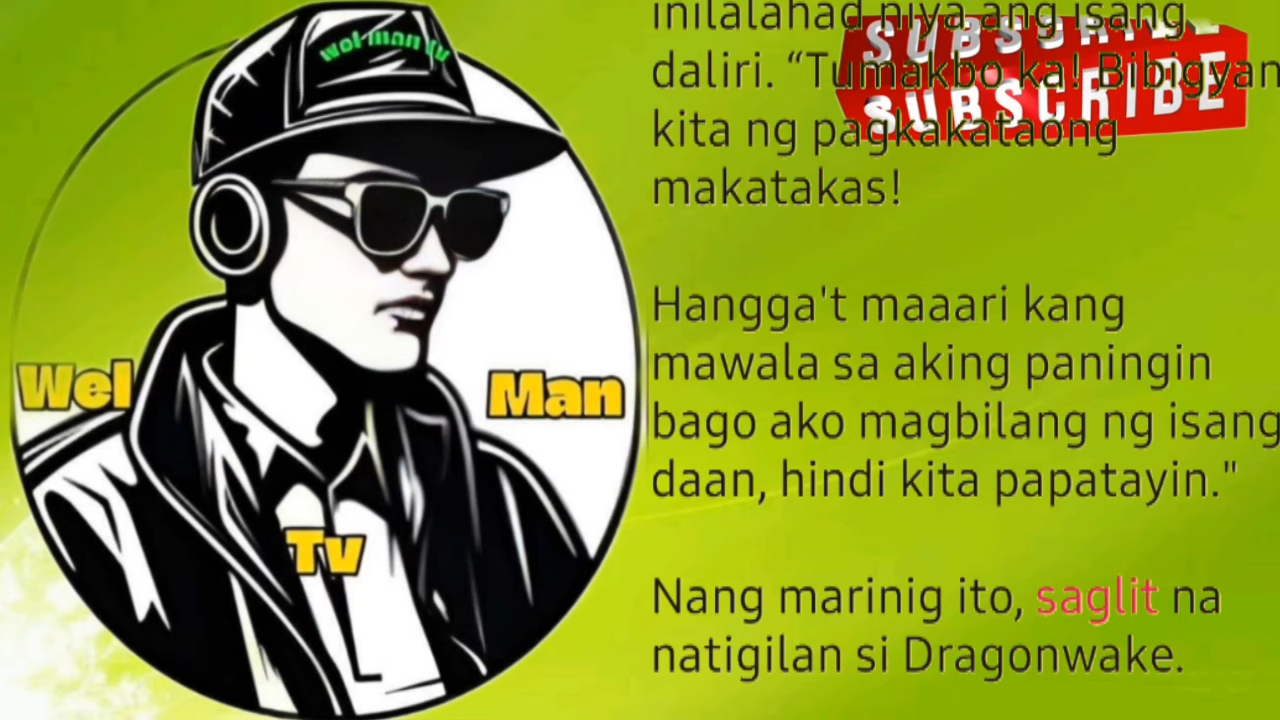 wel man tv
Wel
Man
Tv
SUBSCRIBE
SUBSCRIBE
inilalahad niya ang isang
daliri. “Tumakbo ka! Bibigyan
kita ng pagkakataong
makatakas!
Hangga't maaari kang
mawala sa aking paningin
bago ako magbilang ng isang
daan, hindi kita papatayin."
Nang marinig ito, saglit na
natigilan si Dragonwake.